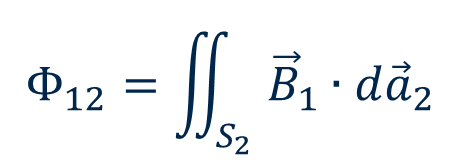 Φ₁₂ = ∬_{S₂} B⃗₁ · da⃗₂